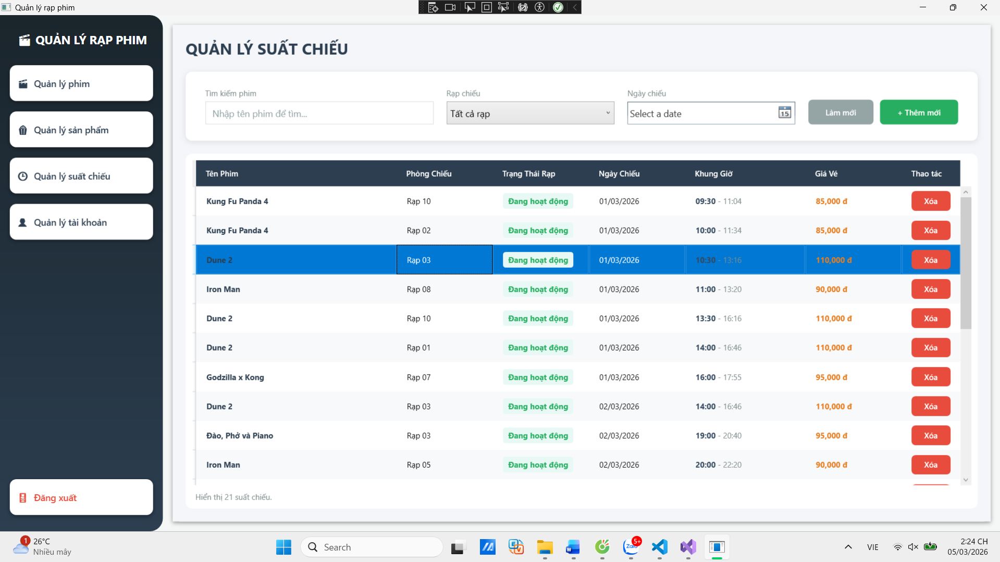 Quản lý rạp phim
QUẢN LÝ RẠP PHIM
Quản lý phim
Quản lý sản phẩm
Quản lý suất chiếu
Quản lý tài khoản
Đăng xuất
QUẢN LÝ SUẤT CHIẾU
Tìm kiếm phim Rạp chiếu Ngày chiếu
Nhập tên phim để tìm... Tất cả rạp Select a date 15 Làm mới + Thêm mới
Tên Phim Phòng Chiếu Trạng Thái Rạp Ngày Chiếu Khung Giờ Giá Vé Thao tác
Kung Fu Panda 4 Rạp 10 Đang hoạt động 01/03/2026 09:30 - 11:04 85,000 đ Xóa
Kung Fu Panda 4 Rạp 02 Đang hoạt động 01/03/2026 10:00 - 11:34 85,000 đ Xóa
Dune 2 Rạp 03 Đang hoạt động 01/03/2026 10:30 - 13:16 110,000 đ Xóa
Iron Man Rạp 08 Đang hoạt động 01/03/2026 11:00 - 13:20 90,000 đ Xóa
Dune 2 Rạp 10 Đang hoạt động 01/03/2026 13:30 - 16:16 110,000 đ Xóa
Dune 2 Rạp 01 Đang hoạt động 01/03/2026 14:00 - 16:46 110,000 đ Xóa
Godzilla x Kong Rạp 07 Đang hoạt động 01/03/2026 16:00 - 17:55 95,000 đ Xóa
Dune 2 Rạp 03 Đang hoạt động 02/03/2026 14:00 - 16:46 110,000 đ Xóa
Đào, Phở và Piano Rạp 03 Đang hoạt động 02/03/2026 19:00 - 20:40 95,000 đ Xóa
Iron Man Rạp 05 Đang hoạt động 02/03/2026 20:00 - 22:20 90,000 đ Xóa
Hiển thị 21 suất chiếu.
1 26°C
Nhiều mây
Search
Zalo 5+
VIE
2:24 CH
05/03/2026